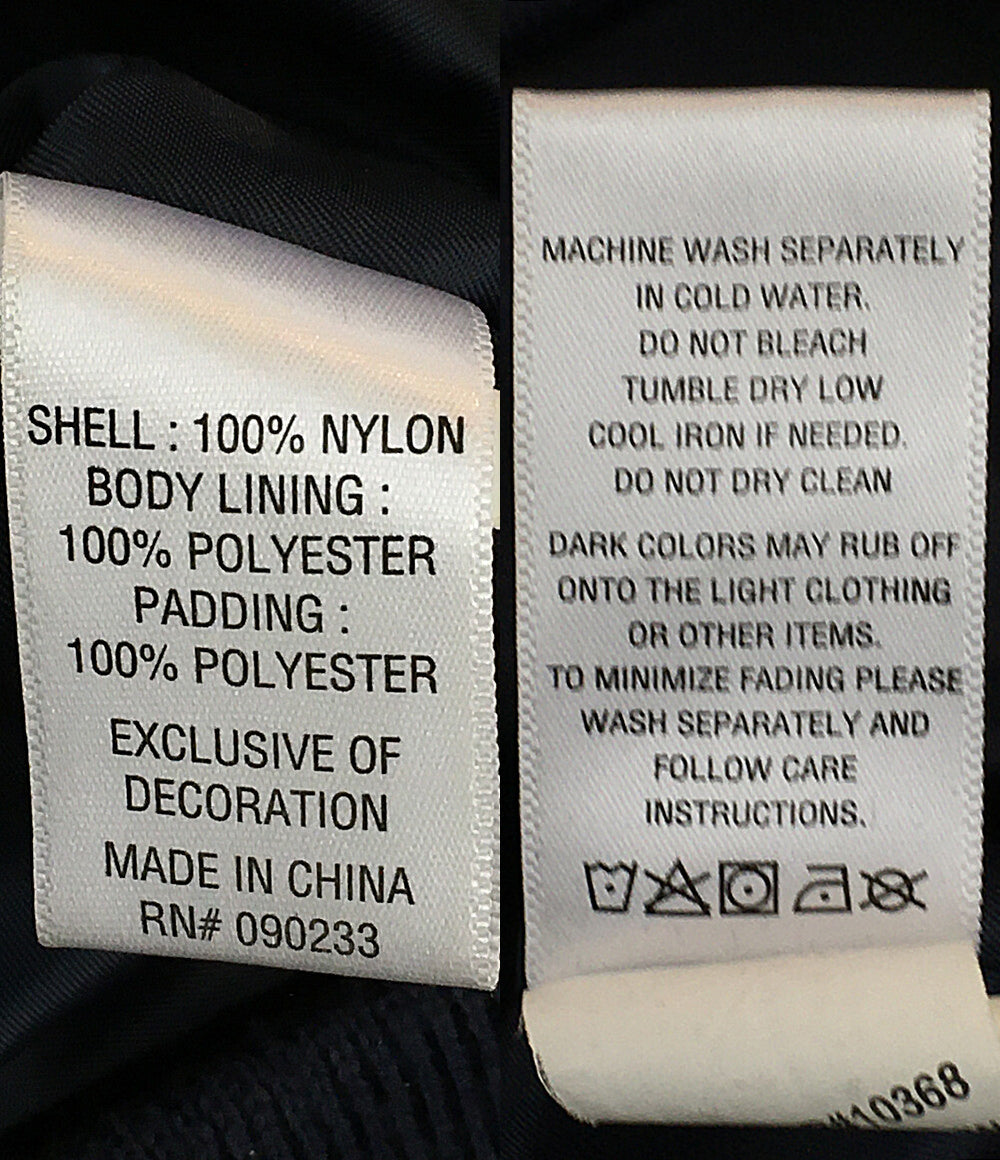 SHELL : 100% NYLON
BODY LINING :
100% POLYESTER
PADDING :
100% POLYESTER
EXCLUSIVE OF
DECORATION
MADE IN CHINA
RN# 090233
MACHINE WASH SEPARATELY
IN COLD WATER.
DO NOT BLEACH
TUMBLE DRY LOW
COOL IRON IF NEEDED.
DO NOT DRY CLEAN
DARK COLORS MAY RUB OFF
ONTO THE LIGHT CLOTHING
OR OTHER ITEMS.
TO MINIMIZE FADING PLEASE
WASH SEPARATELY AND
FOLLOW CARE
INSTRUCTIONS.
#10368